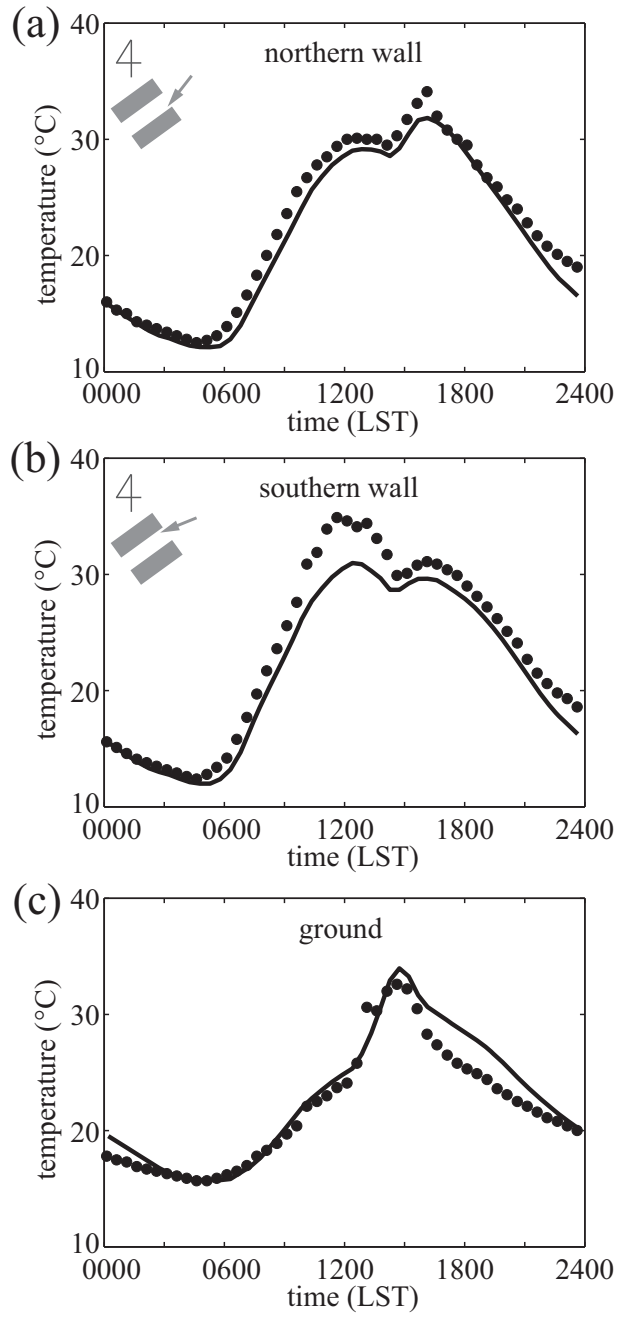 (a)
40
northern wall
30
20
10
temperature (°C)
0000 0600 1200 1800 2400
time (LST)
(b)
40
southern wall
30
20
10
temperature (°C)
0000 0600 1200 1800 2400
time (LST)
(c)
40
ground
30
20
10
temperature (°C)
0000 0600 1200 1800 2400
time (LST)